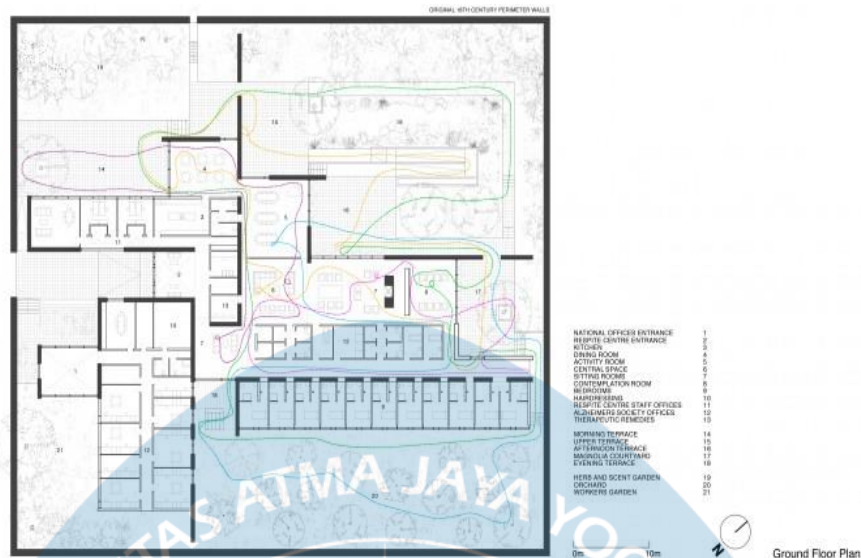 ORIGINAL 18TH CENTURY PERIMETER WALLS
NATIONAL OFFICES ENTRANCE 1
RESPITE CENTRE ENTRANCE 2
KITCHEN 3
DINING ROOM 4
ACTIVITY ROOM 5
CENTRAL SPACE 6
SITTING ROOMS 7
CONTEMPLATION ROOM 8
BEDROOMS 9
HAIRDRESSING 10
RESPITE CENTRE STAFF OFFICES 11
ALZHEIMERS SOCIETY OFFICES 12
THERAPEUTIC REMEDIES 13
MORNING TERRACE 14
UPPER TERRACE 15
AFTERNOON TERRACE 16
MAGNOLIA COURTYARD 17
EVENING TERRACE 18
HERB AND SCENT GARDEN 19
ORCHARD 20
WORKERS GARDEN 21
0m 10m
N
Ground Floor Plan
TAS ATMA JAYA YO